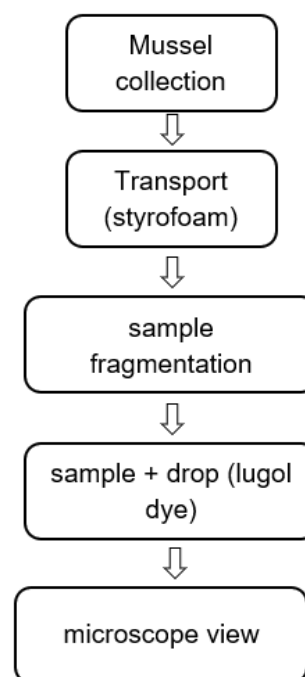 Mussel
collection
Transport
(styrofoam)
sample
fragmentation
sample + drop (lugol
dye)
microscope view